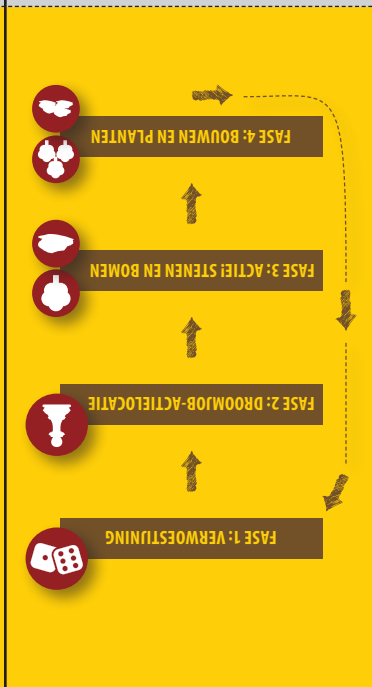 FASE 1: VERWOESTIJNING
FASE 2: DROOMJOB-ACTIELOCATIE
FASE 3: ACTIE! STENEN EN BOMEN
FASE 4: BOUWEN EN PLANTEN